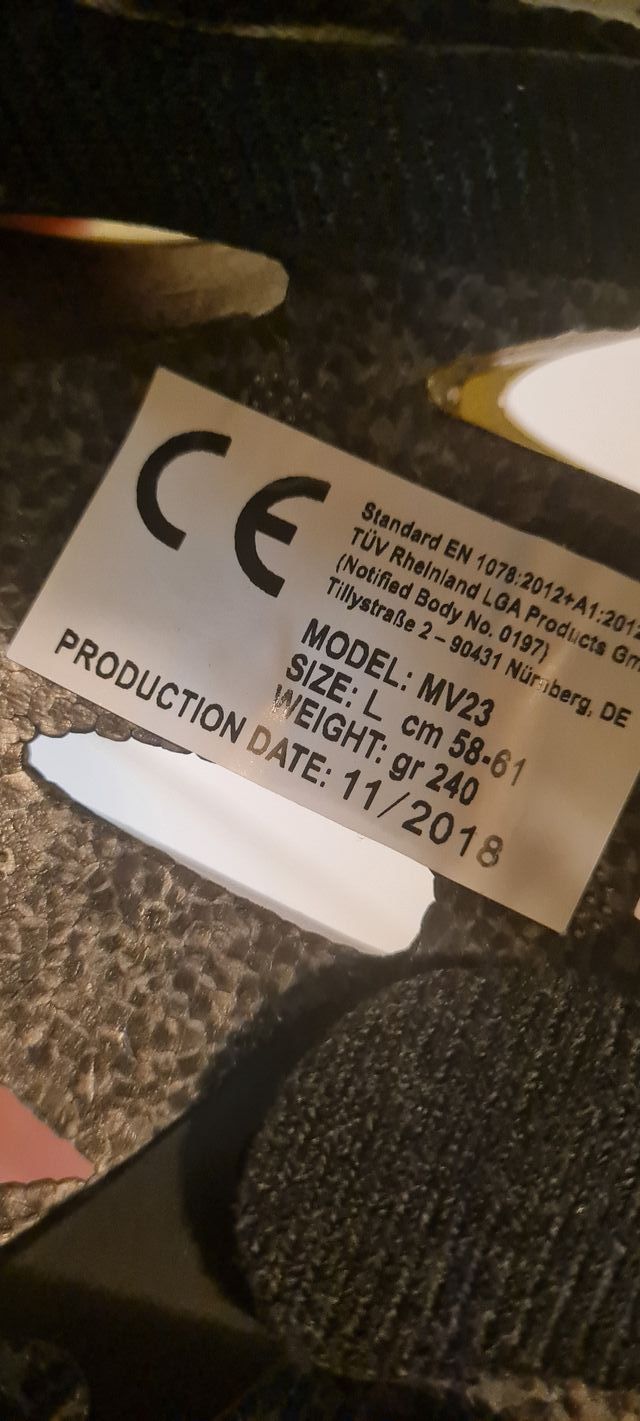 CE
Standard EN 1078:2012+A1:2012
TÜV Rheinland LGA Products Gm
(Notified Body No. 0197)
Tillystraße 2 – 90431 Nürnberg, DE
MODEL: MV23
SIZE: L cm 58-61
WEIGHT: gr 240
PRODUCTION DATE: 11/2018